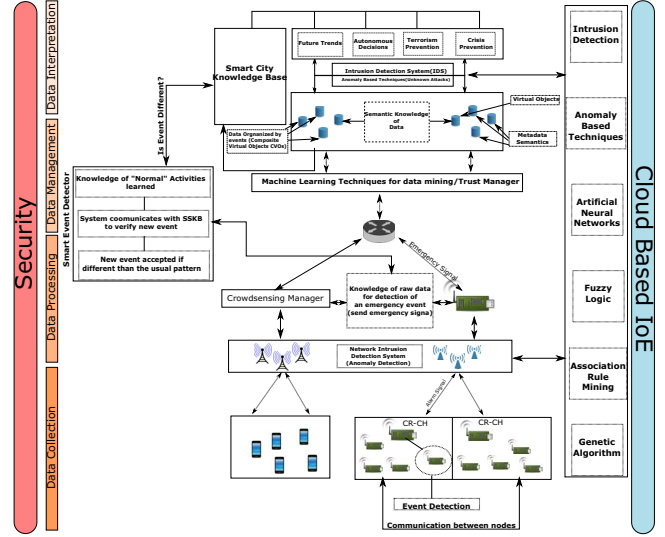 Security
Data Interpretation
Data Management
Data Processing
Data Collection
Smart Event Detector
Is Event Different?
Smart City
Knowledge Base
Future Trends
Autonomous
Decisions
Terrorism
Prevention
Crisis
Prevention
Intrusion Detection System(IDS)
Anomaly Based Techniques(Unknown Attacks)
Data Organanized by
events (Composite
Virtual Objects CVOs)
Semantic Knowledge
of
Data
Virtual Objects
Metadata
Semantics
Machine Learning Techniques for data mining/Trust Manager
Knowledge of "Normal" Activities
learned
System coomunicates with SSKB
to verify new event
New event accepted if
different than the usual pattern
Emergency Signal
Crowdsensing Manager
Knowledge of raw data
for detection of
an emergency event
(send emergency signa)
Network Intrusion
Detection System
(Anomaly Detection)
Alarm Signal
CR-CH
CR-CH
Event Detection
Communication between nodes
Intrusion
Detection
Anomaly
Based
Techniques
Artificial
Neural
Networks
Fuzzy
Logic
Association
Rule
Mining
Genetic
Algorithm
Cloud Based IoE